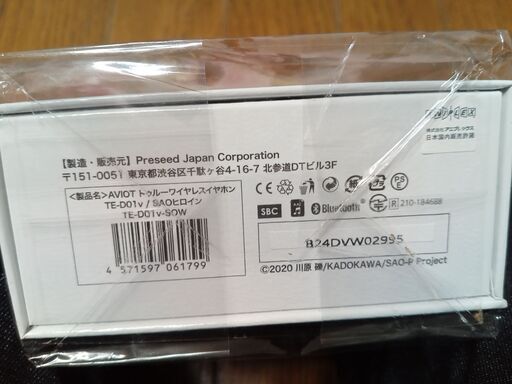 ANIPLEX
株式会社アニプレックス
日本国内販売許諾
【製造・販売元】Preseed Japan Corporation
〒151-0051 東京都渋谷区千駄ヶ谷4-16-7 北参道DTビル3F
<製品名>AVIOT トゥルーワイヤレスイヤホン
TE-D01v / SAOヒロイン
TE-D01v-SOW
4 571597 061799
CE
PS
E
SBC
Bluetooth
R 210-184688
B24DVW02995
©2020 川原 礫/KADOKAWA/SAO-P Project